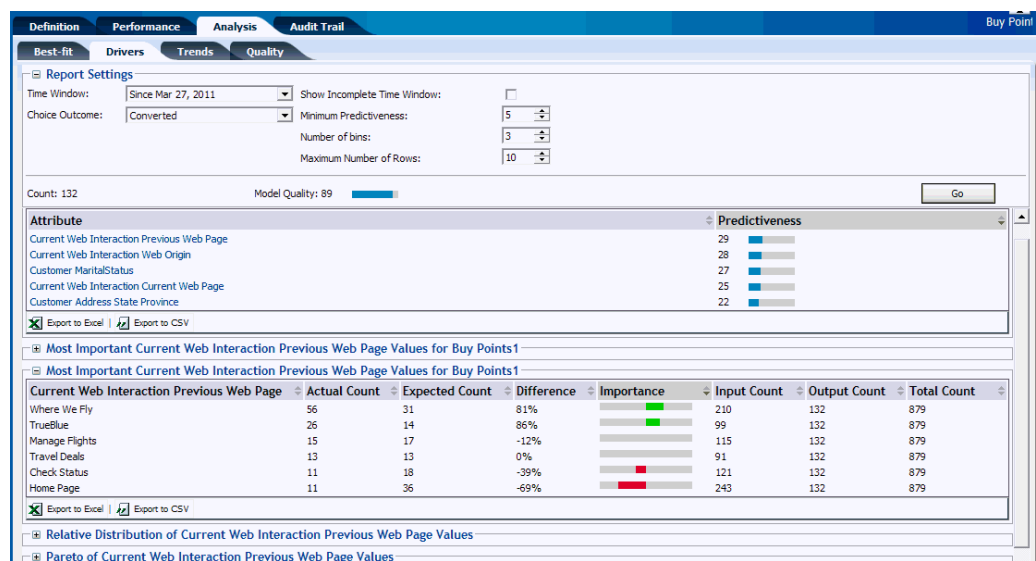 Definition Performance Analysis Audit Trail
Buy Point
Best-fit Drivers Trends Quality
Report Settings
Time Window: Since Mar 27, 2011 Show Incomplete Time Window:
Choice Outcome: Converted Minimum Predictiveness: 5
Number of bins: 3
Maximum Number of Rows: 10
Count: 132 Model Quality: 89 Go
Attribute Predictiveness
Current Web Interaction Previous Web Page 29
Current Web Interaction Web Origin 28
Customer MaritalStatus 27
Current Web Interaction Current Web Page 25
Customer Address State Province 22
Export to Excel | Export to CSV
Most Important Current Web Interaction Previous Web Page Values for Buy Points1
Most Important Current Web Interaction Previous Web Page Values for Buy Points1
Current Web Interaction Previous Web Page Actual Count Expected Count Difference Importance Input Count Output Count Total Count
Where We Fly 56 31 81% 210 132 879
TrueBlue 26 14 86% 99 132 879
Manage Flights 15 17 -12% 115 132 879
Travel Deals 13 13 0% 91 132 879
Check Status 11 18 -39% 121 132 879
Home Page 11 36 -69% 243 132 879
Export to Excel | Export to CSV
Relative Distribution of Current Web Interaction Previous Web Page Values
Pareto of Current Web Interaction Previous Web Page Values